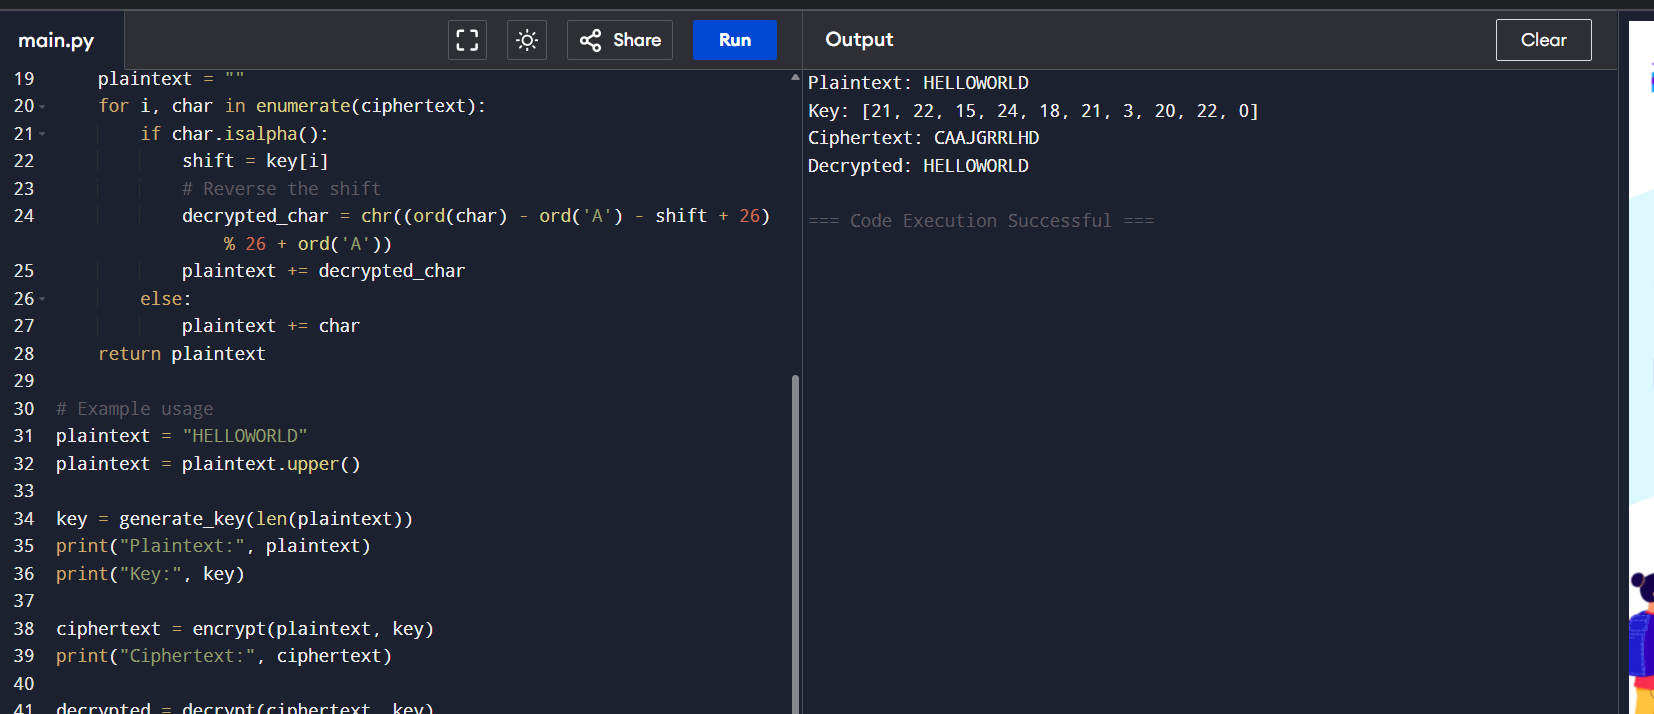 main.py
Share
Run
Output
Clear
19 plaintext = ""
20 for i, char in enumerate(ciphertext):
21 if char.isalpha():
22 shift = key[i]
23 # Reverse the shift
24 decrypted_char = chr((ord(char) - ord('A') - shift + 26)
% 26 + ord('A'))
25 plaintext += decrypted_char
26 else:
27 plaintext += char
28 return plaintext
29
30 # Example usage
31 plaintext = "HELLOWORLD"
32 plaintext = plaintext.upper()
33
34 key = generate_key(len(plaintext))
35 print("Plaintext:", plaintext)
36 print("Key:", key)
37
38 ciphertext = encrypt(plaintext, key)
39 print("Ciphertext:", ciphertext)
40
41 decrypted = decrypt(ciphertext, key)
Plaintext: HELLOWORLD
Key: [21, 22, 15, 24, 18, 21, 3, 20, 22, 0]
Ciphertext: CAAJGRRLHD
Decrypted: HELLOWORLD
=== Code Execution Successful ===